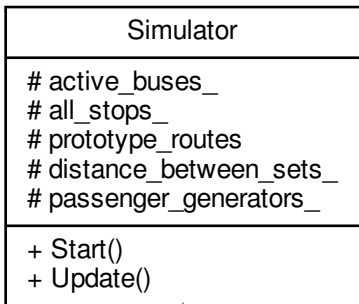 Simulator
# active_buses_
# all_stops_
# prototype_routes
# distance_between_sets_
# passenger_generators_
+ Start()
+ Update()